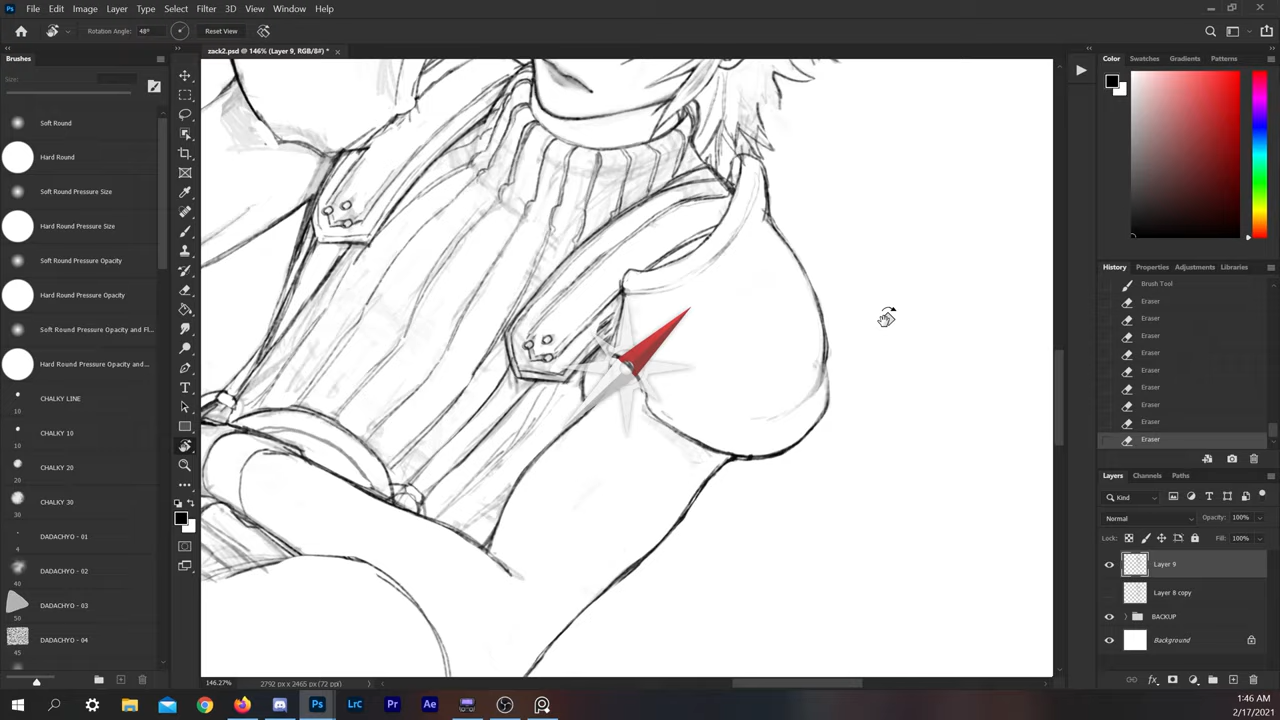 File Edit Image Layer Type Select Filter 3D View Window Help
Rotation Angle: 48° Reset View
zack2.psd @ 146% (Layer 9, RGB/8#) * ×
Brushes
Size:
Soft Round
Hard Round
Soft Round Pressure Size
Hard Round Pressure Size
Soft Round Pressure Opacity
Hard Round Pressure Opacity
Soft Round Pressure Opacity and Fl...
Hard Round Pressure Opacity and...
CHALKY LINE
10
CHALKY 10
10
CHALKY 20
20
CHALKY 30
30
DADACHYO - 01
4
DADACHYO - 02
40
DADACHYO - 03
50
DADACHYO - 04
45
146.27% 2792 px x 2465 px (72 ppi)
Color Swatches Gradients Patterns
History Properties Adjustments Libraries
Brush Tool
Eraser
Eraser
Eraser
Eraser
Eraser
Eraser
Eraser
Eraser
Eraser
Layers Channels Paths
Kind
Normal Opacity: 100%
Lock: Fill: 100%
Layer 9
Layer 8 copy
BACKUP
Background
fx
Ps LrC Pr Ae
1:46 AM
2/17/2021